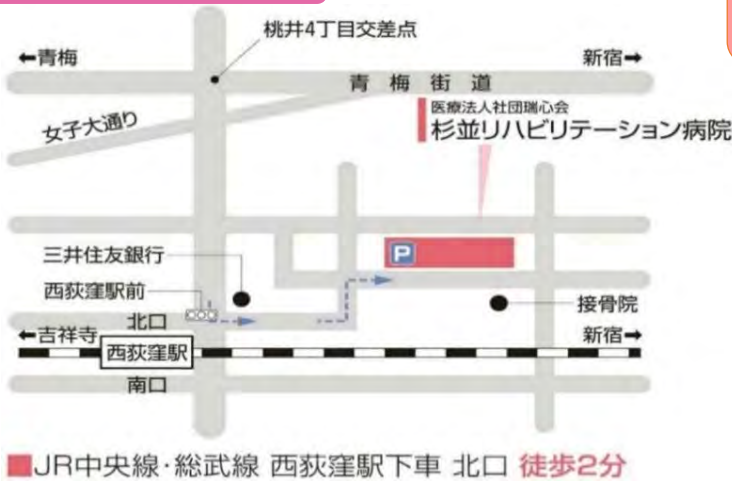 桃井4丁目交差点
←青梅
新宿→
青梅街道
女子大通り
医療法人社団瑞心会
杉並リハビリテーション病院
三井住友銀行
P
西荻窪駅前
接骨院
北口
←吉祥寺
新宿→
西荻窪駅
南口
■JR中央線・総武線 西荻窪駅下車 北口 徒歩2分